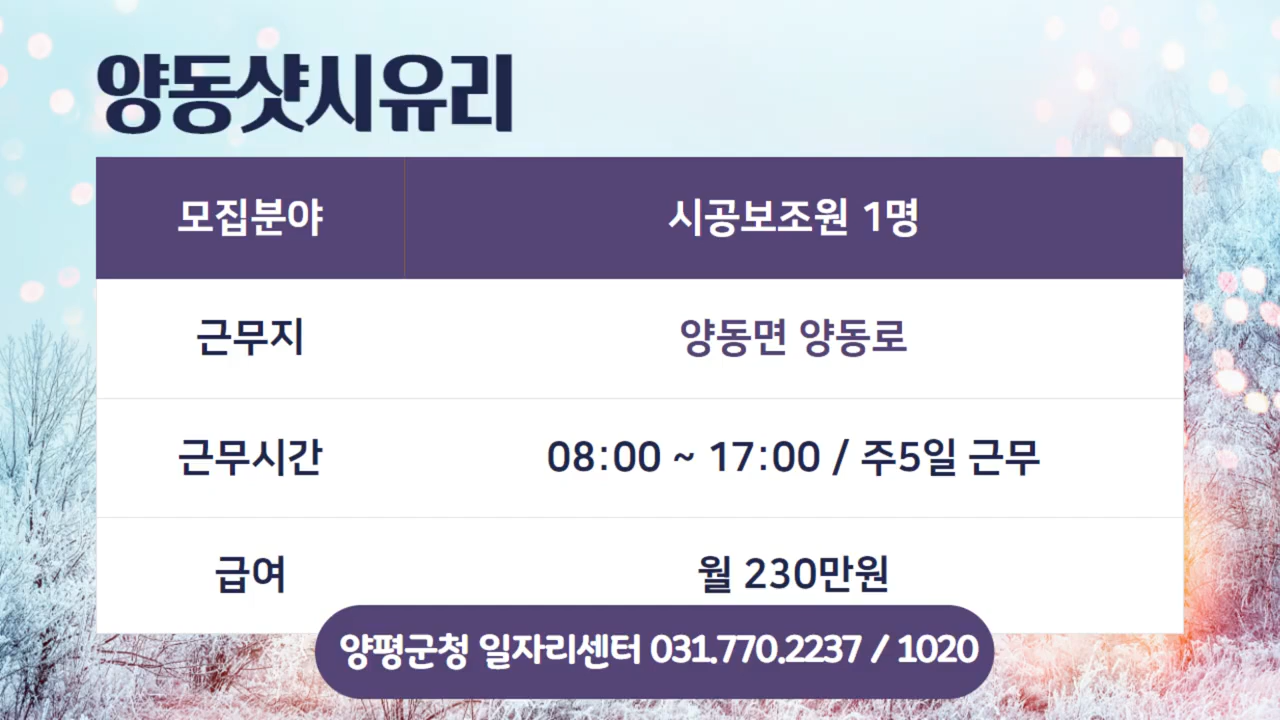 양동샷시유리
모집분야 시공보조원 1명
근무지 양동면 양동로
근무시간 08:00 ~ 17:00 / 주5일 근무
급여 월 230만원
양평군청 일자리센터 031.770.2237 / 1020